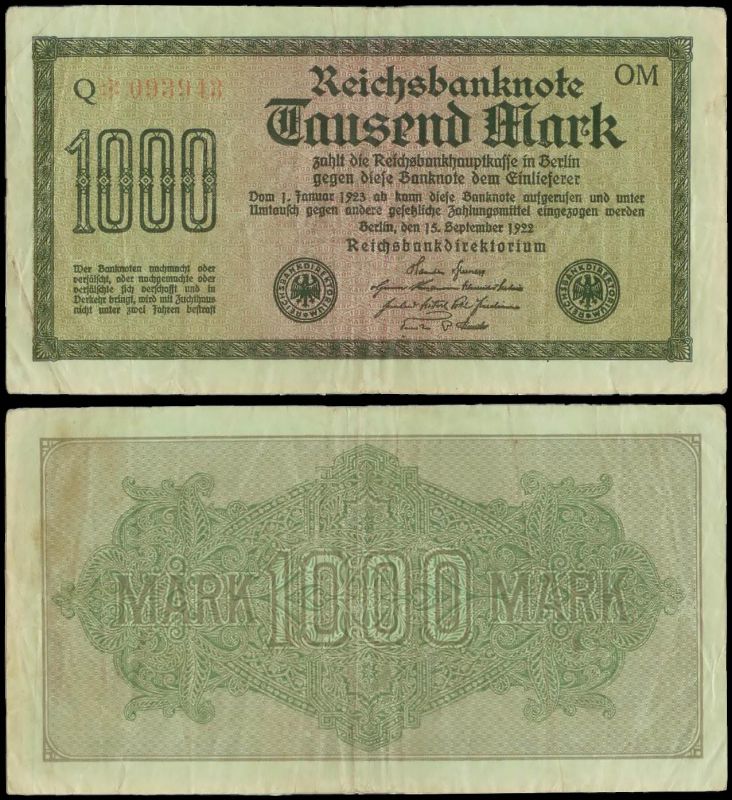 Q 093943
OM
Reichsbanknote
Tausend Mark
1000
zahlt die Reichsbankhauptkasse in Berlin
gegen diese Banknote dem Einlieferer
Vom 1. Januar 1923 ab kann diese Banknote aufgerufen und unter
Umtausch gegen andere gesetzliche Zahlungsmittel eingezogen werden
Berlin, den 15. September 1922
Reichsbankdirektorium
Wer Banknoten nachmacht oder
verfälscht, oder nachgemachte oder
verfälschte sich verschafft und in
Verkehr bringt, wird mit Zuchthaus
nicht unter zwei Jahren bestraft
REICHSBANKDIREKTORIUM
REICHSBANKDIREKTORIUM
MARK 1000 MARK